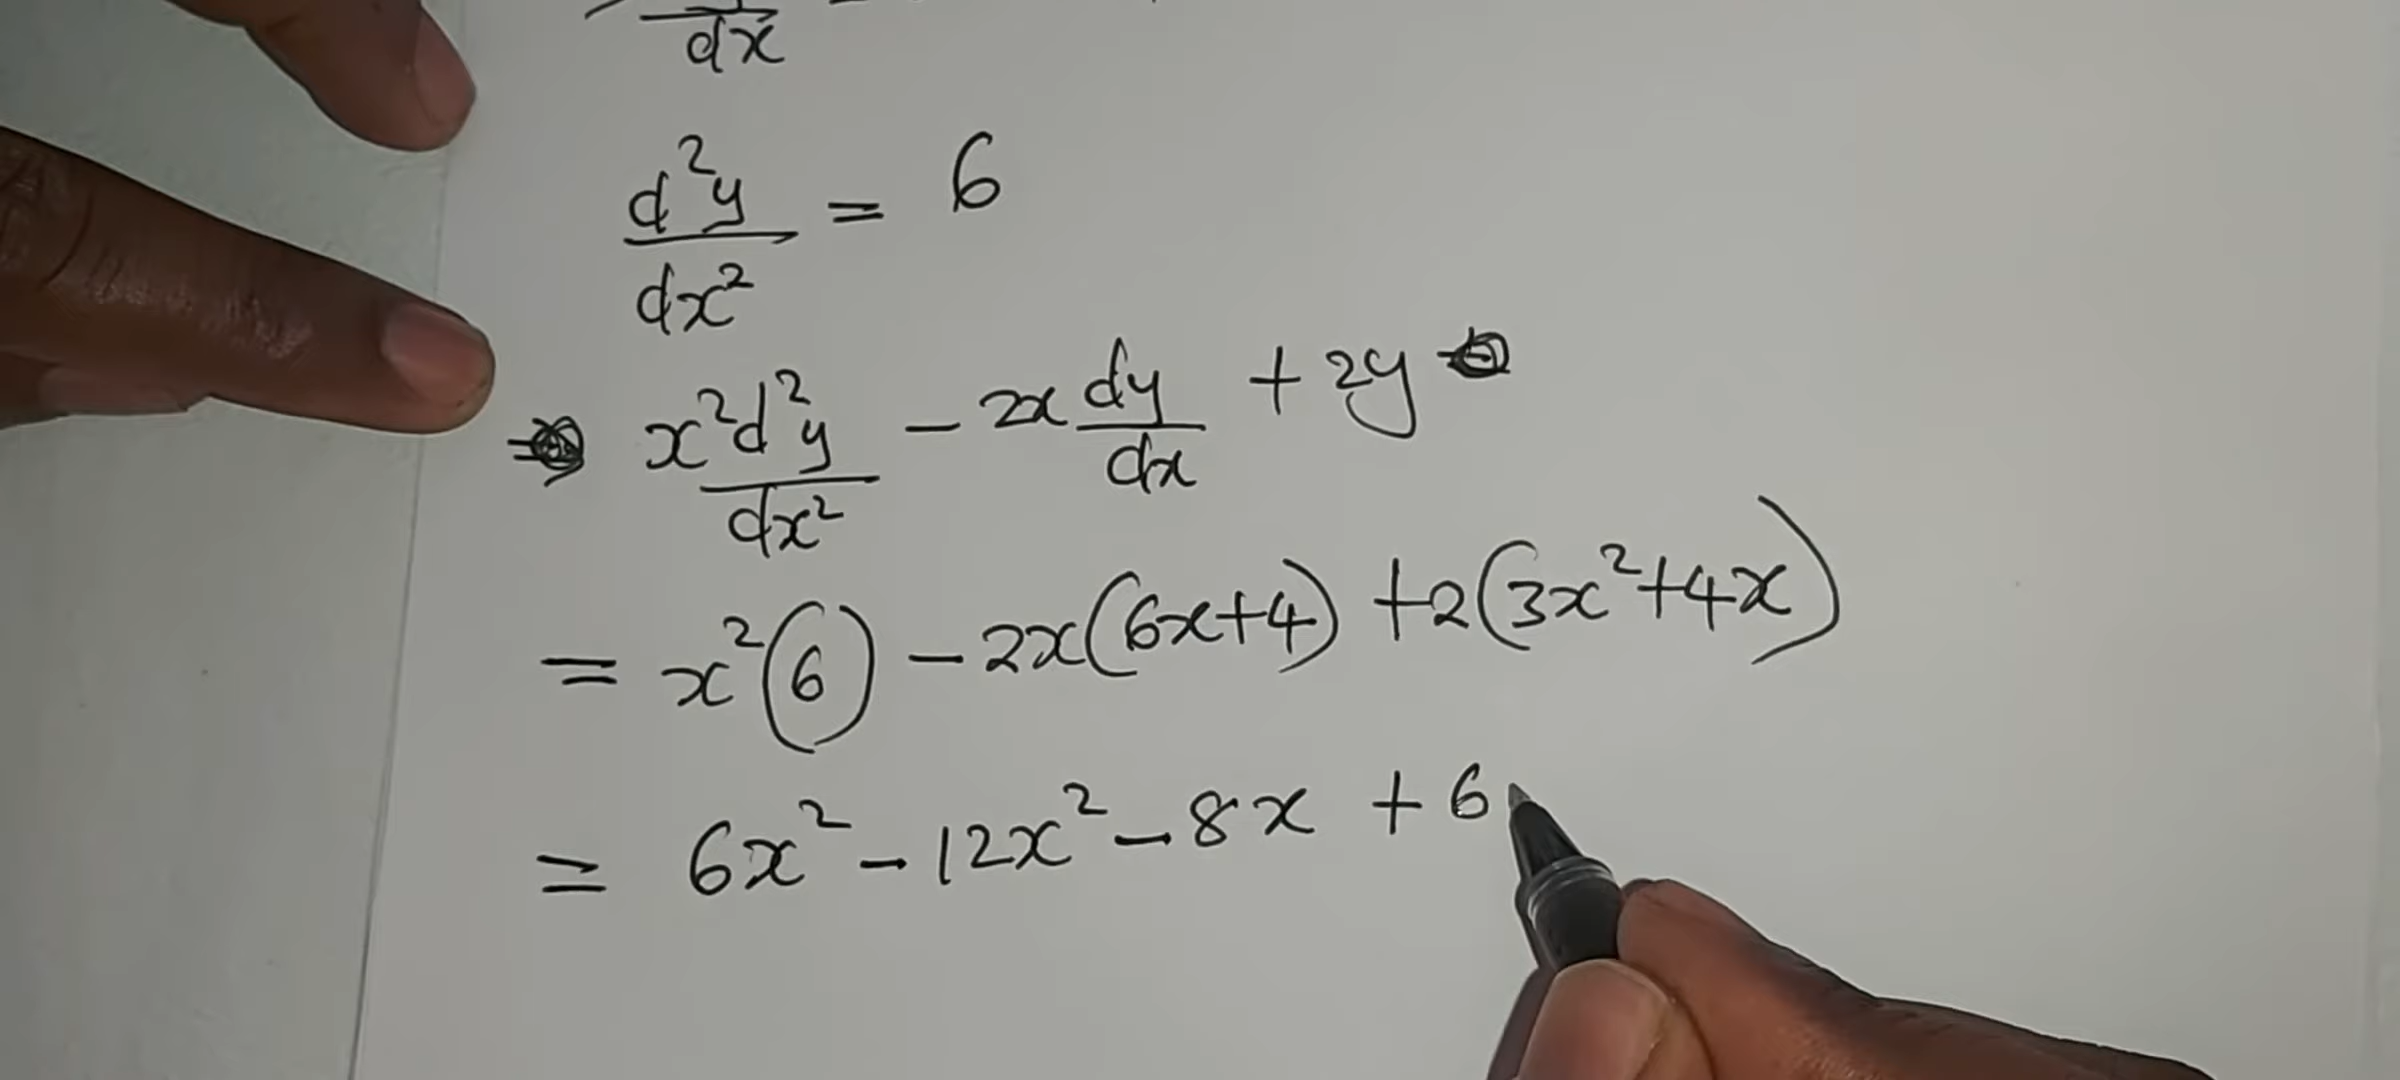 dx
d²y/dx² = 6
x²d²y/dx² - 2x dy/dx + 2y
= x²(6) - 2x(6x+4) + 2(3x²+4x)
= 6x² - 12x² - 8x + 6